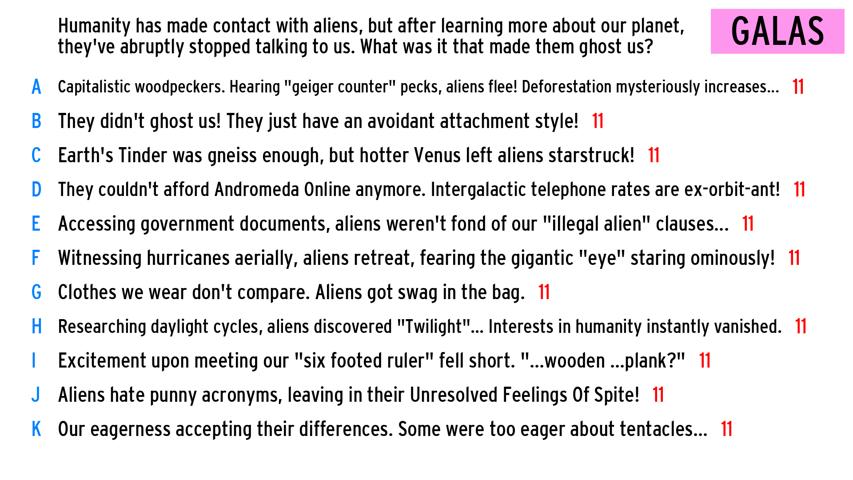 Humanity has made contact with aliens, but after learning more about our planet,
they've abruptly stopped talking to us. What was it that made them ghost us?
GALAS
A Capitalistic woodpeckers. Hearing "geiger counter" pecks, aliens flee! Deforestation mysteriously increases... 11
B They didn't ghost us! They just have an avoidant attachment style! 11
C Earth's Tinder was gneiss enough, but hotter Venus left aliens starstruck! 11
D They couldn't afford Andromeda Online anymore. Intergalactic telephone rates are ex-orbit-ant! 11
E Accessing government documents, aliens weren't fond of our "illegal alien" clauses... 11
F Witnessing hurricanes aerially, aliens retreat, fearing the gigantic "eye" staring ominously! 11
G Clothes we wear don't compare. Aliens got swag in the bag. 11
H Researching daylight cycles, aliens discovered "Twilight"... Interests in humanity instantly vanished. 11
I Excitement upon meeting our "six footed ruler" fell short. "...wooden ...plank?" 11
J Aliens hate punny acronyms, leaving in their Unresolved Feelings Of Spite! 11
K Our eagerness accepting their differences. Some were too eager about tentacles... 11